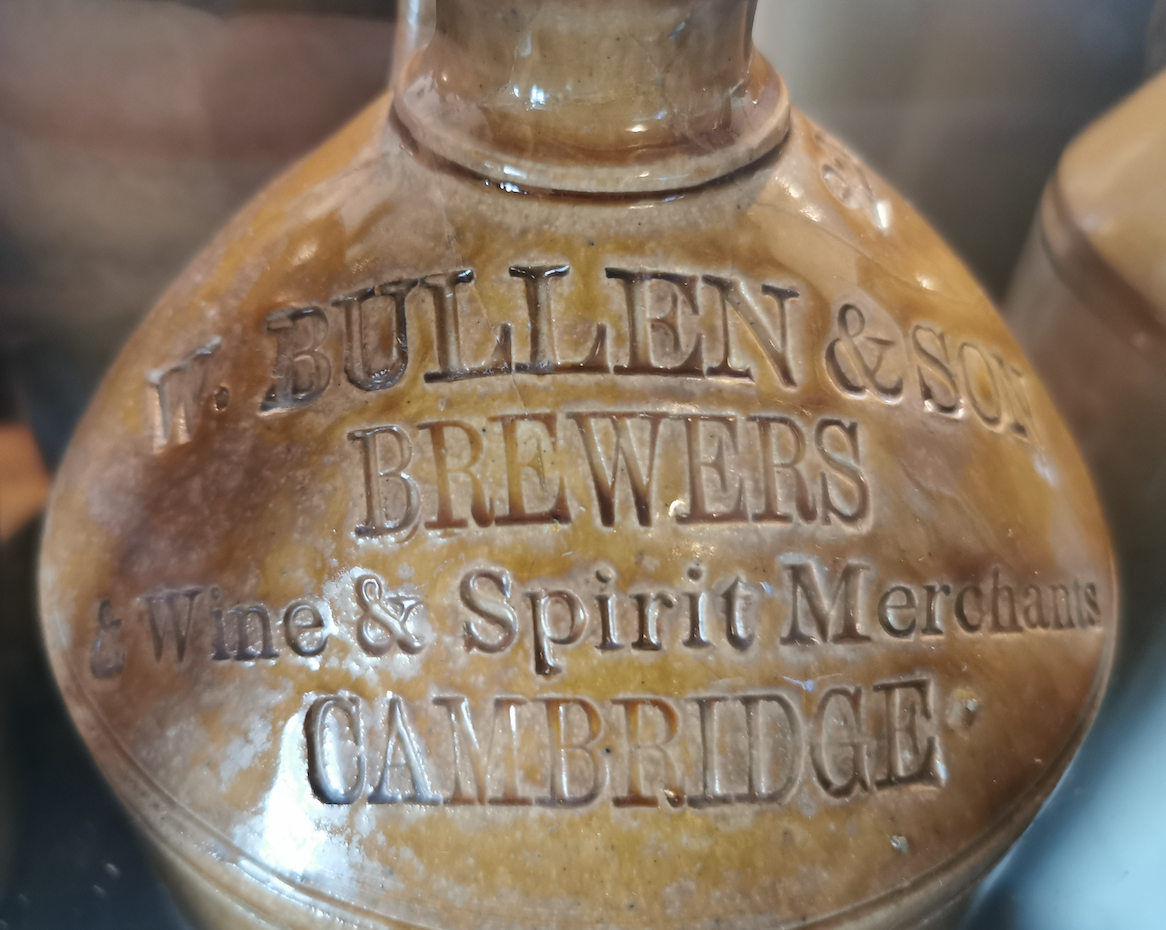 W. BULLEN & SON
BREWERS
& Wine & Spirit Merchants
CAMBRIDGE